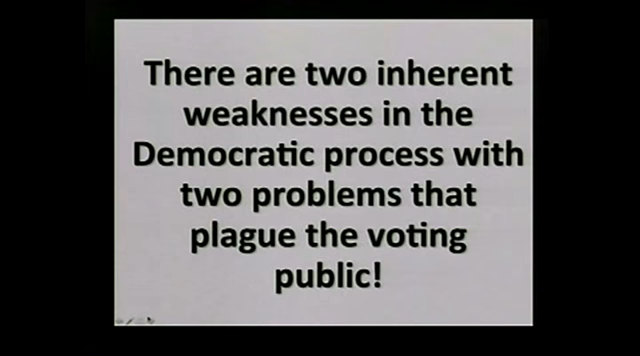 There are two inherent
weaknesses in the
Democratic process with
two problems that
plague the voting
public!